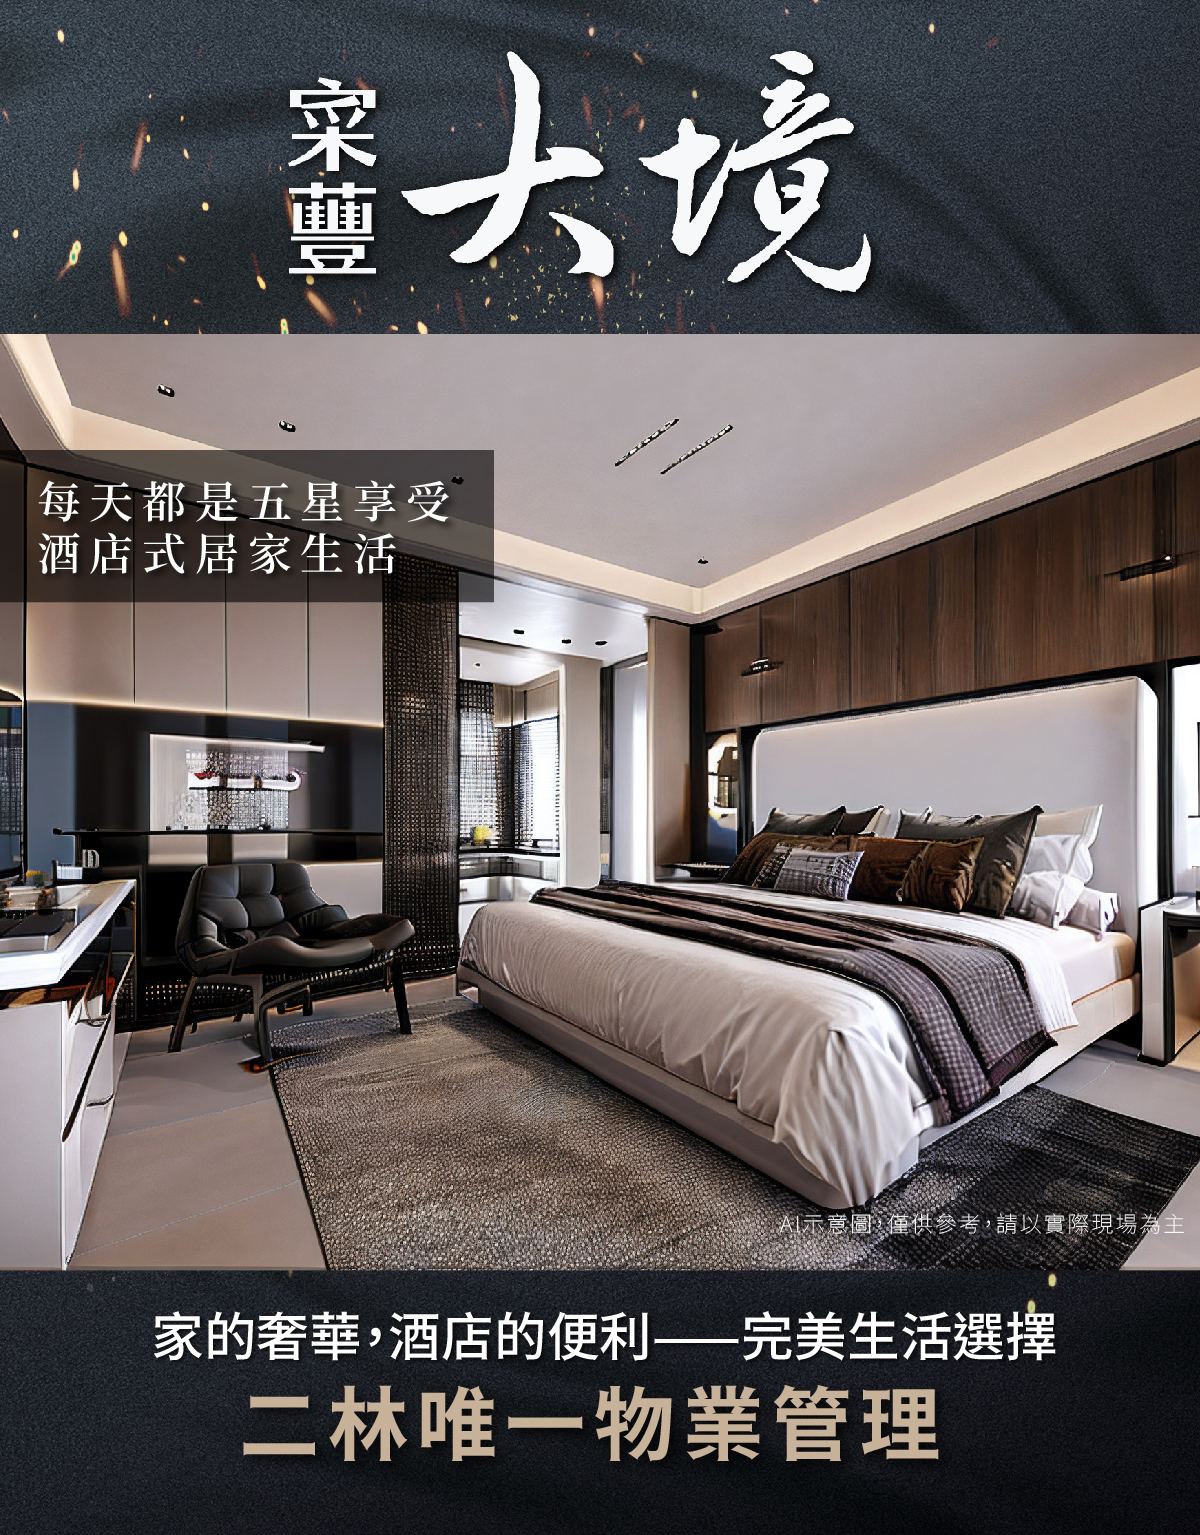 寀豐
大境
每天都是五星享受
酒店式居家生活
AI示意圖,僅供參考,請以實際現場為主
家的奢華,酒店的便利——完美生活選擇
二林唯一物業管理